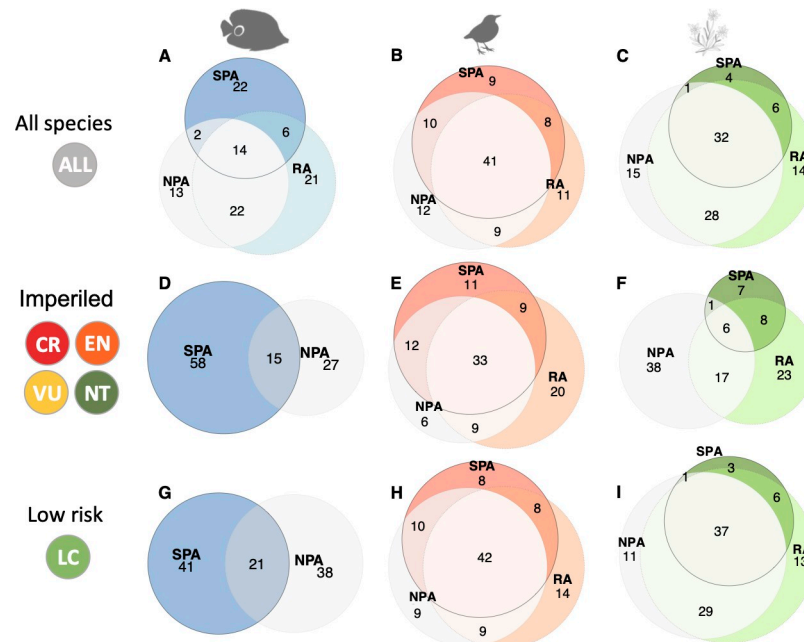 A
SPA
22
2
6
14
NPA
13
RA
21
22
B
SPA
9
10
8
41
NPA
12
RA
11
9
C
SPA
4
1
6
32
NPA
15
RA
14
28
All species
ALL
D
SPA
58
15
NPA
27
E
SPA
11
9
12
33
RA
20
NPA
6
9
F
SPA
7
1
8
6
NPA
38
RA
23
17
Imperiled
CR
EN
VU
NT
G
SPA
41
21
NPA
38
H
SPA
8
8
10
42
RA
14
NPA
9
9
I
SPA
3
1
6
37
NPA
11
RA
13
29
Low risk
LC